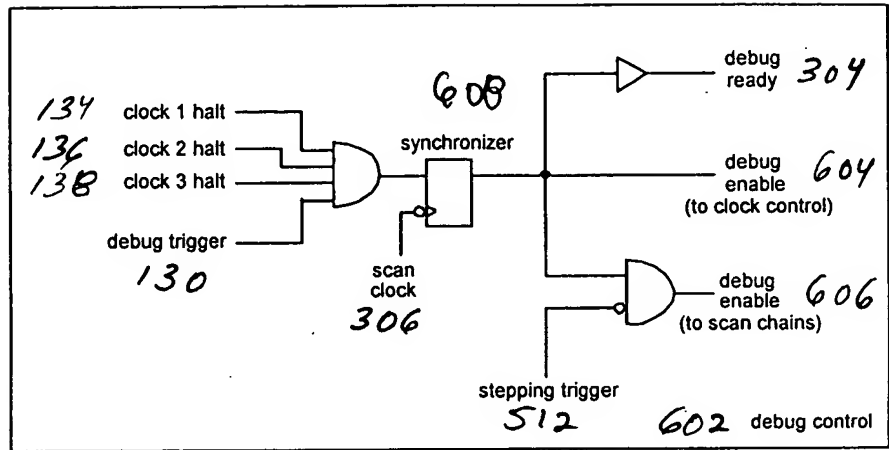 134 clock 1 halt
136 clock 2 halt
138 clock 3 halt
debug trigger
130
608
synchronizer
scan
clock
306
debug
ready 304
debug
enable 604
(to clock control)
debug
enable 606
(to scan chains)
stepping trigger
512
602 debug control